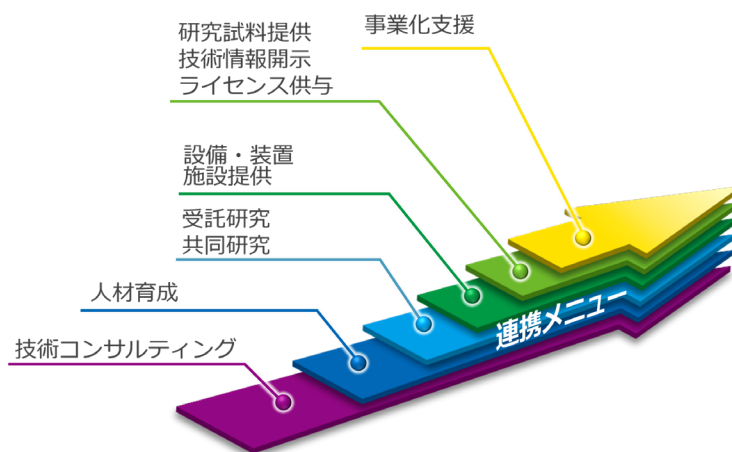 事業化支援
研究試料提供
技術情報開示
ライセンス供与
設備・装置
施設提供
受託研究
共同研究
人材育成
技術コンサルティング
連携メニュー